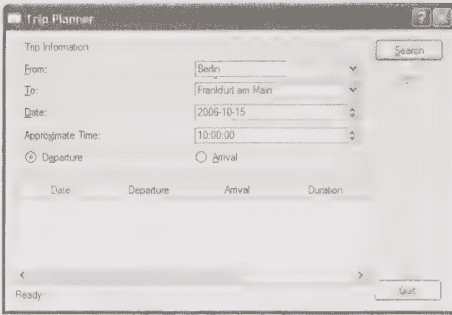 Trip Planner
Trip Information
Search
From: Berlin
To: Frankfurt am Main
Date: 2006-10-15
Approximate Time: 10:00:00
Departure Arrival
Date Departure Arrival Duration
Ready
Quit